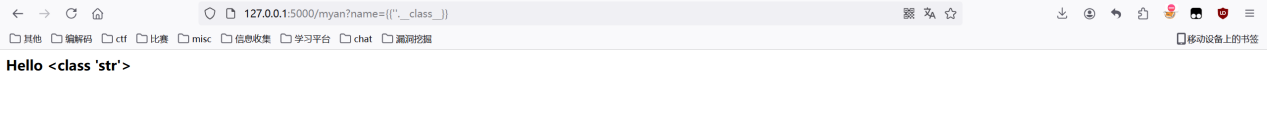 127.0.0.1:5000/myan?name={{''.__class__}}
其他 编解码 ctf 比赛 misc 信息收集 学习平台 chat 漏洞挖掘 移动设备上的书签
Hello <class 'str'>